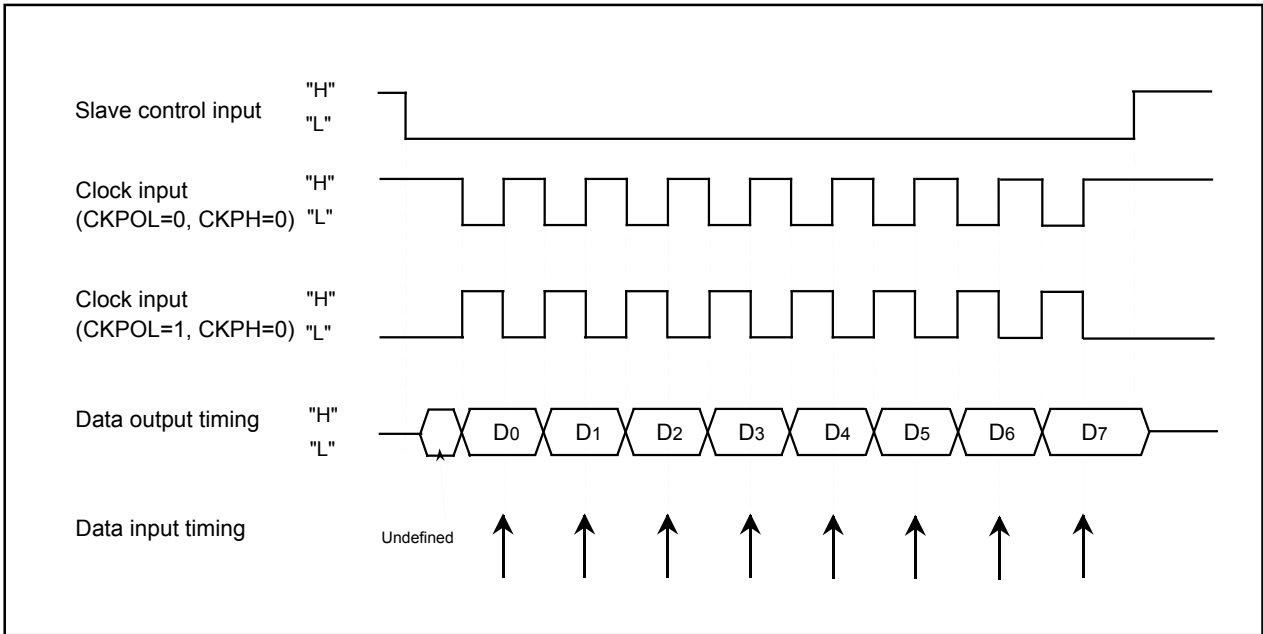 Slave control input "H"
"L"
Clock input "H"
(CKPOL=0, CKPH=0) "L"
Clock input "H"
(CKPOL=1, CKPH=0) "L"
Data output timing "H"
"L"
D0 D1 D2 D3 D4 D5 D6 D7
Data input timing
Undefined